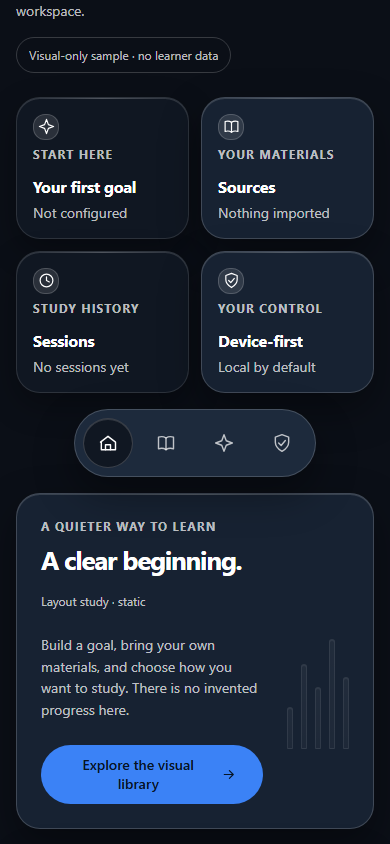 workspace.
Visual-only sample · no learner data
START HERE
Your first goal
Not configured
YOUR MATERIALS
Sources
Nothing imported
STUDY HISTORY
Sessions
No sessions yet
YOUR CONTROL
Device-first
Local by default
A QUIETER WAY TO LEARN
A clear beginning.
Layout study · static
Build a goal, bring your own
materials, and choose how you
want to study. There is no invented
progress here.
Explore the visual
library →